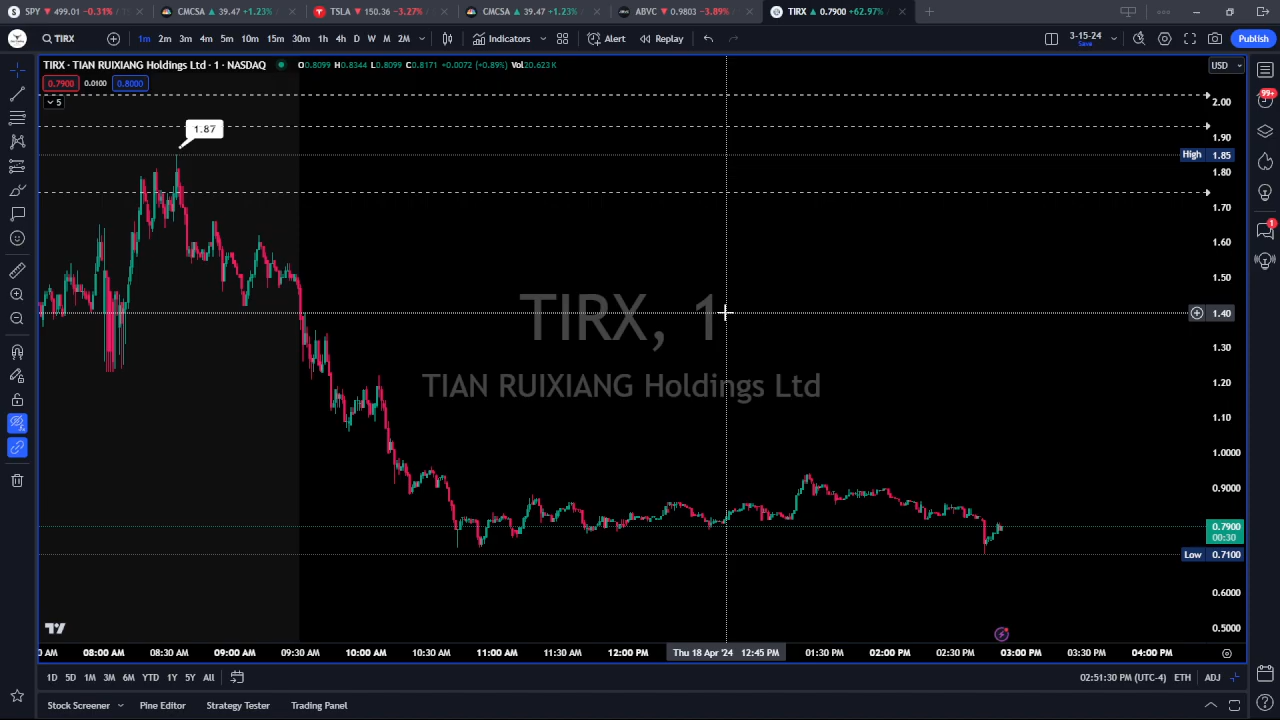 SPY ▼ 499.01 −0.31%
CMCSA ▲ 39.47 +1.23%
TSLA ▼ 150.36 −3.27%
CMCSA ▲ 39.47 +1.23%
ABVC ▼ 0.9803 −3.89%
TIRX ▲ 0.7900 +62.97%
TIRX
1m 2m 3m 4m 5m 10m 15m 30m 1h 4h D W M 2M
Indicators
Alert
Replay
3-15-24
Save
Publish
TIRX · TIAN RUIXIANG Holdings Ltd · 1 · NASDAQ
O0.8099 H0.8344 L0.8099 C0.8171 +0.0072 (+0.89%) Vol20.623 K
USD
0.7900 0.0100 0.8000
5
99+
2.00
1.87
1.90
High 1.85
1.80
1.70
1
1.60
1.50
TIRX, 1
1.40
1.30
TIAN RUIXIANG Holdings Ltd
1.20
1.10
1.0000
0.9000
0.7900
00:30
Low 0.7100
0.6000
0.5000
0 AM 08:00 AM 08:30 AM 09:00 AM 09:30 AM 10:00 AM 10:30 AM 11:00 AM 11:30 AM 12:00 PM Thu 18 Apr '24 12:45 PM 01:30 PM 02:00 PM 02:30 PM 03:00 PM 03:30 PM 04:00 PM
1D 5D 1M 3M 6M YTD 1Y 5Y All
02:51:30 PM (UTC-4) ETH ADJ
Stock Screener Pine Editor Strategy Tester Trading Panel